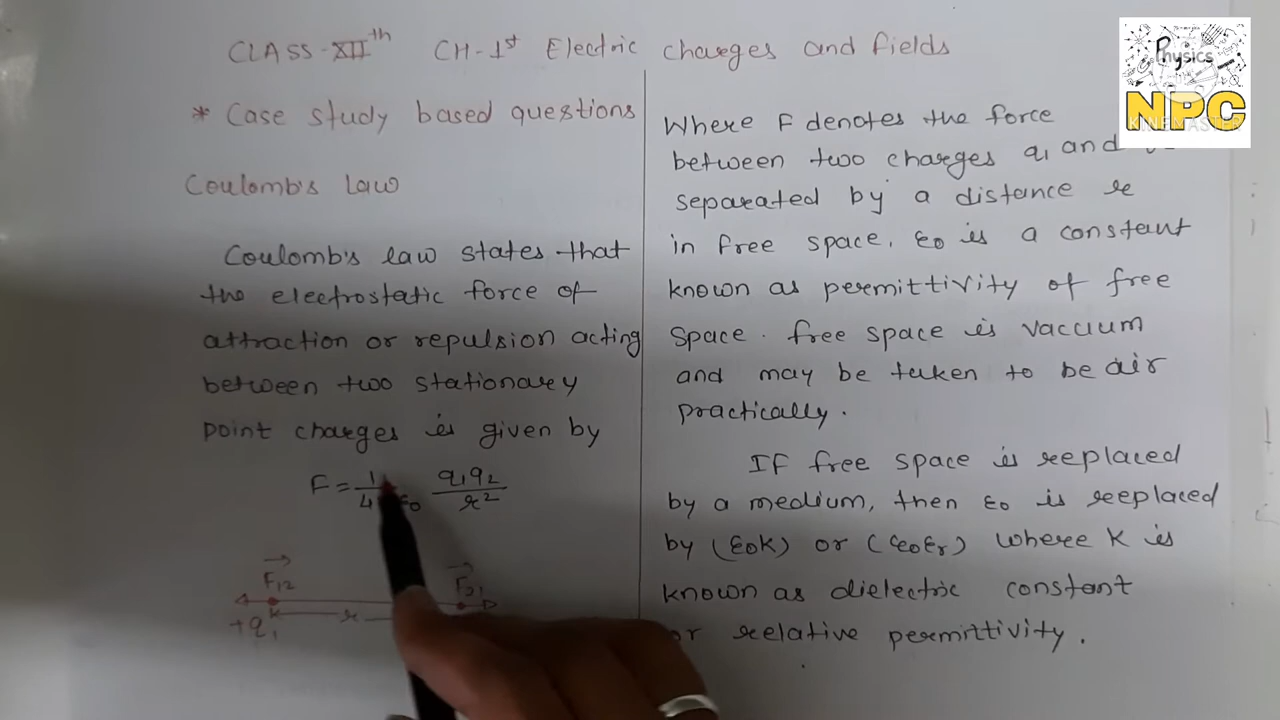 CLASS-XIIth CH-1st Electric charges and fields
* Case study based questions
Coulomb's Law
Coulomb's law states that
the electrostatic force of
attraction or repulsion acting
between two stationary
point charges is given by
F = 1/4 ε0 q1q2/r²
F12 F21
+q1 r
Where F denotes the force
between two charges q1 and
separated by a distance r
in free space, ε0 is a constant
known as permittivity of free
space. free space is vaccum
and may be taken to be air
practically.
If free space is replaced
by a medium, then ε0 is replaced
by (ε0K) or (ε0εr) where K is
known as dielectric constant
or relative permittivity.
Physics
NPC
KINEMASTER